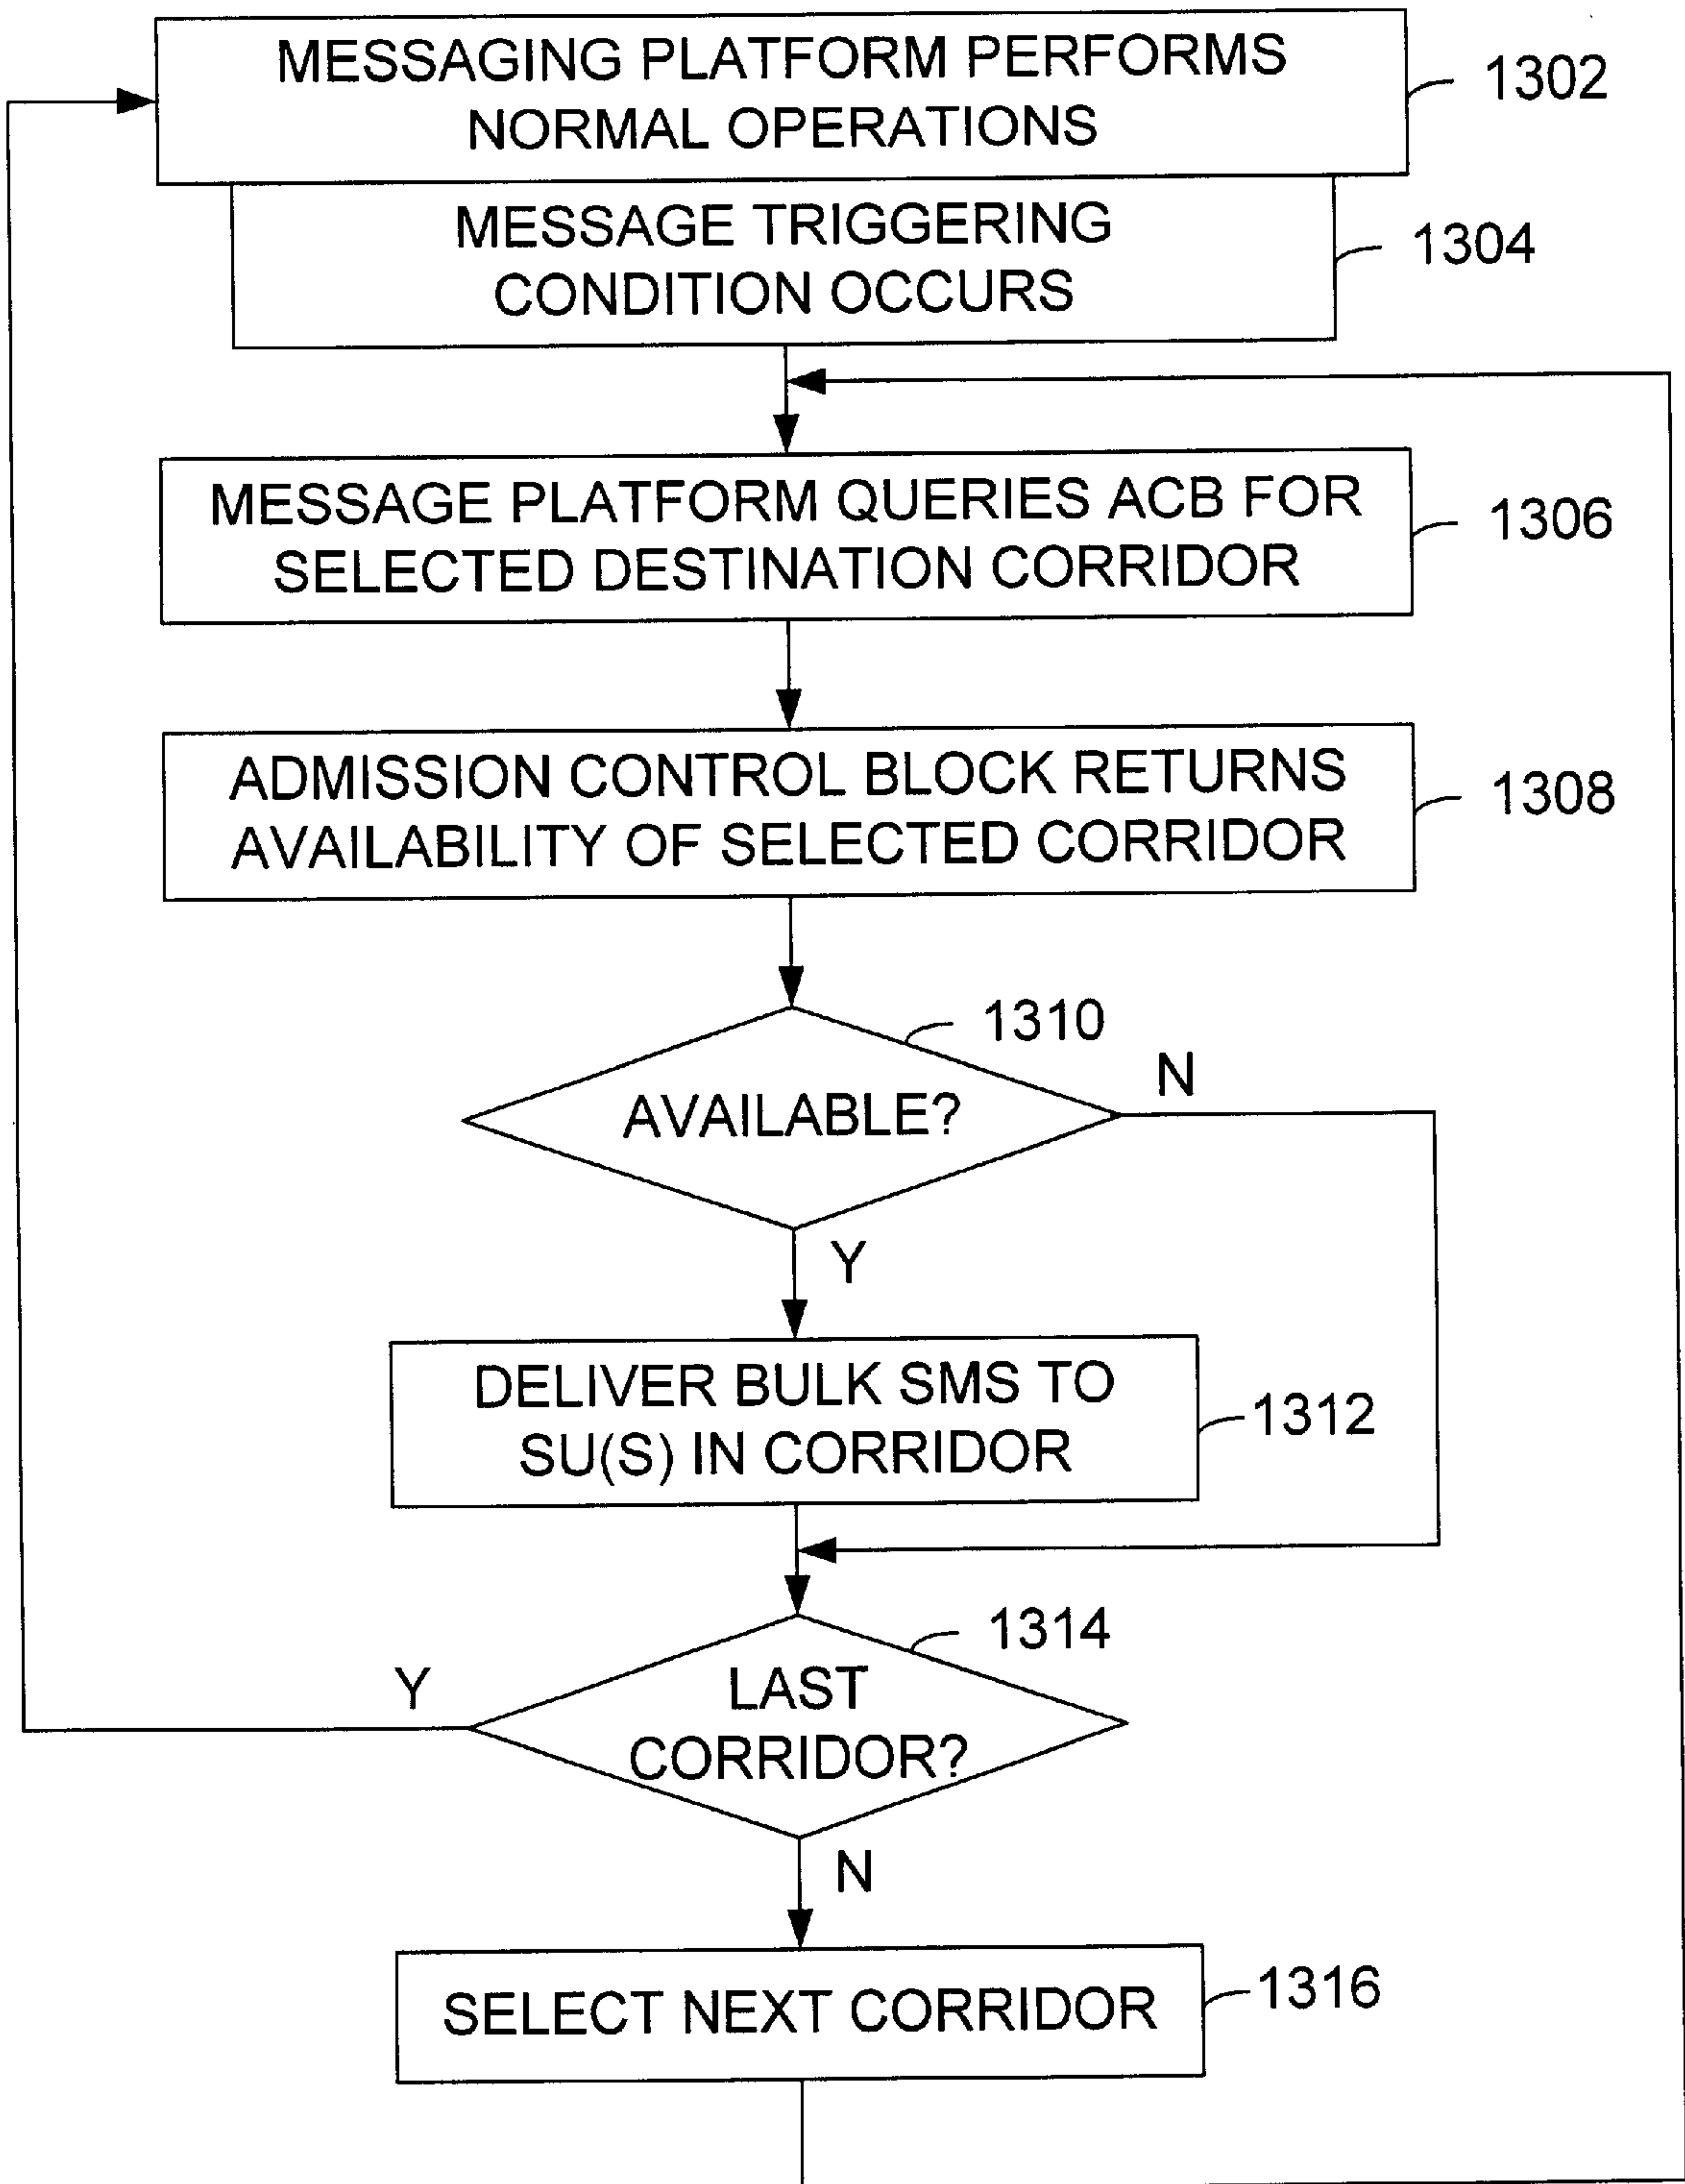 MESSAGING PLATFORM PERFORMS
NORMAL OPERATIONS
1302
MESSAGE TRIGGERING
CONDITION OCCURS
1304
MESSAGE PLATFORM QUERIES ACB FOR
SELECTED DESTINATION CORRIDOR
1306
ADMISSION CONTROL BLOCK RETURNS
AVAILABILITY OF SELECTED CORRIDOR
1308
1310
AVAILABLE?
N
Y
DELIVER BULK SMS TO
SU(S) IN CORRIDOR
1312
1314
LAST
CORRIDOR?
Y
N
SELECT NEXT CORRIDOR
1316